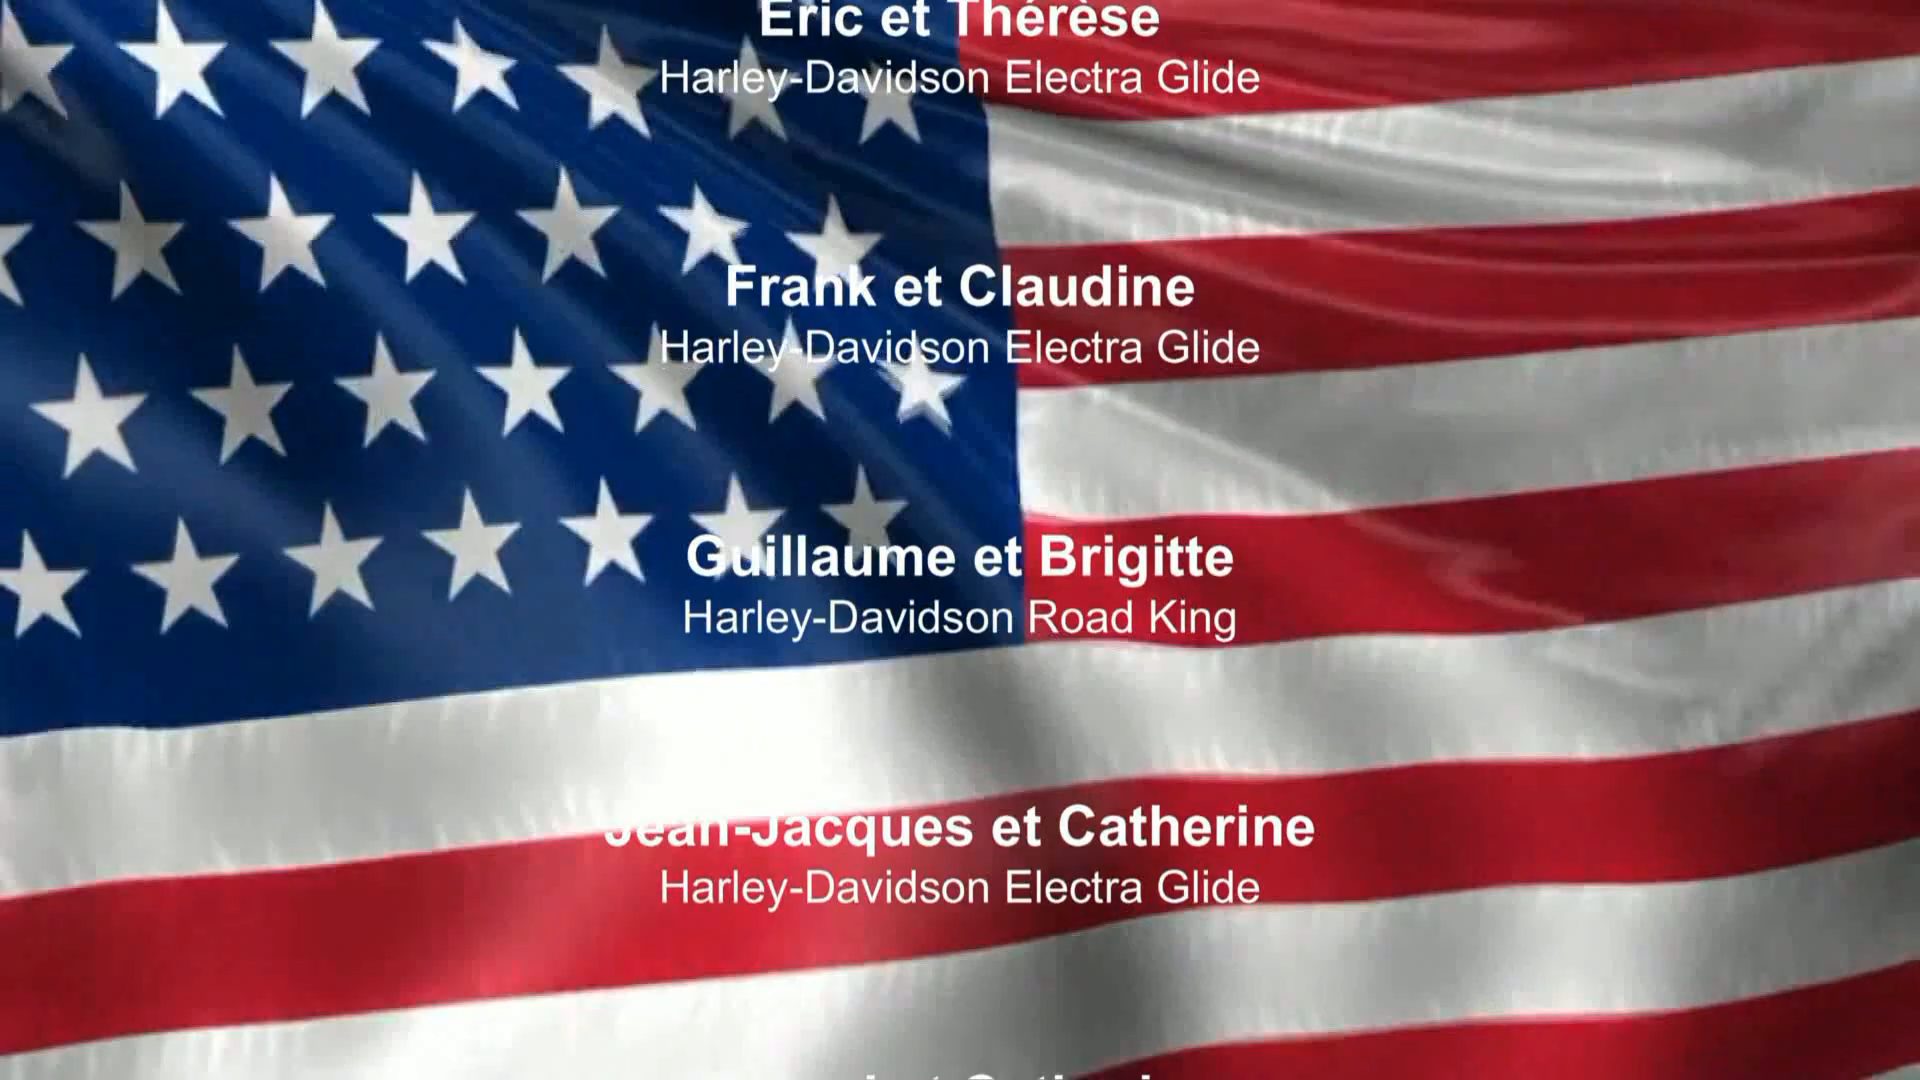 Eric et Thérèse
Harley-Davidson Electra Glide
Frank et Claudine
Harley-Davidson Electra Glide
Guillaume et Brigitte
Harley-Davidson Road King
Jean-Jacques et Catherine
Harley-Davidson Electra Glide